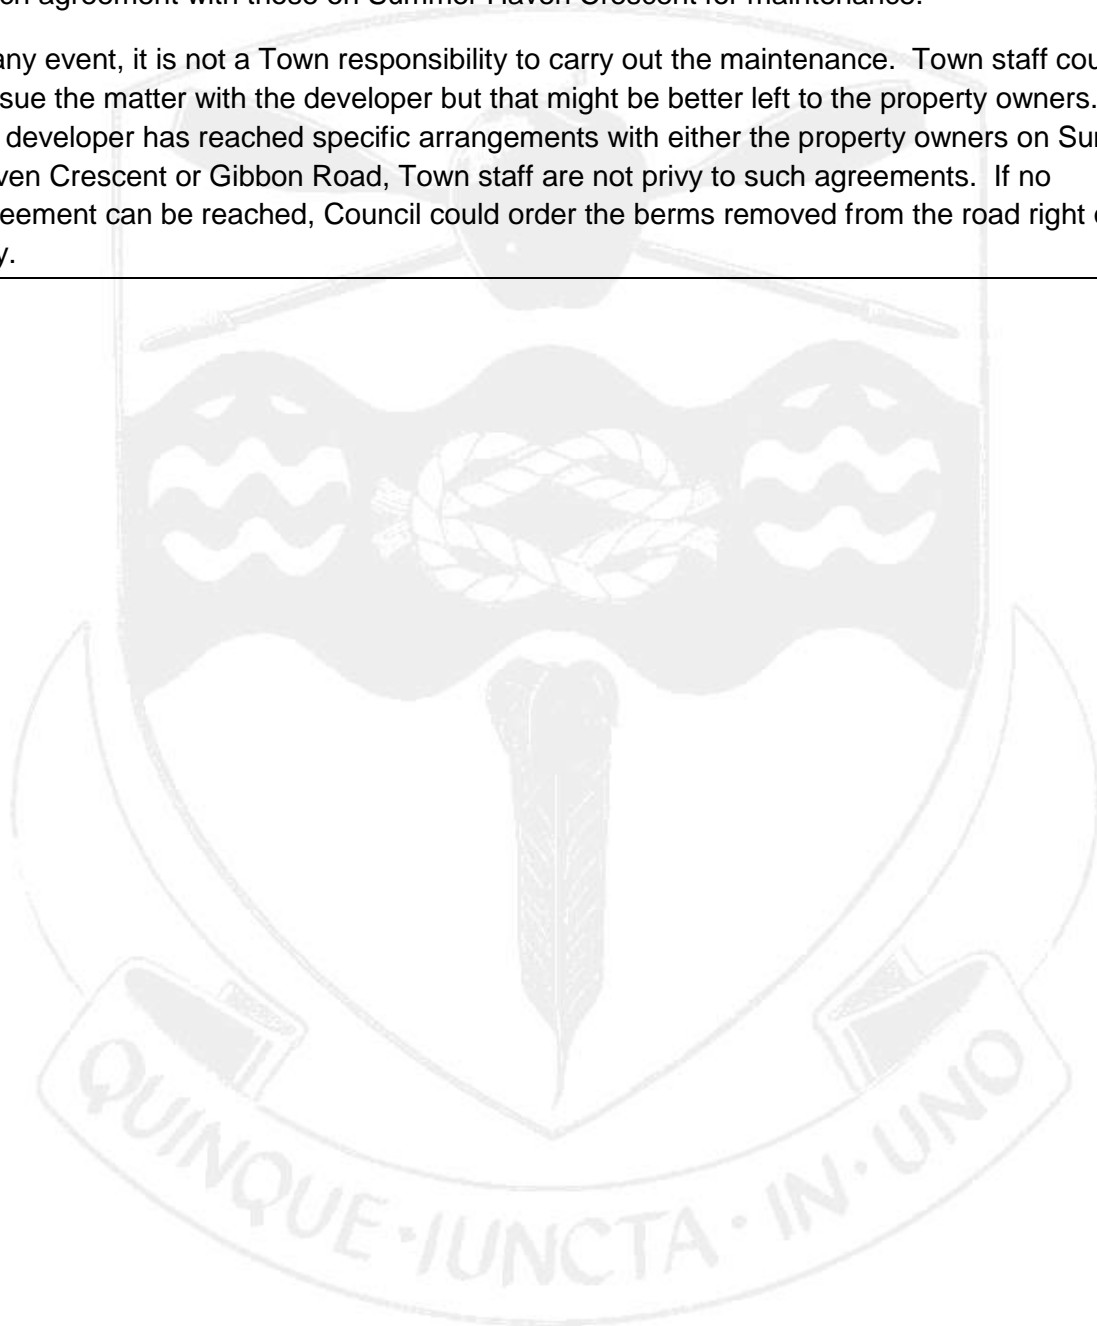 ch agreement with those on Summer Haven Crescent for maintenance.
any event, it is not a Town responsibility to carry out the maintenance. Town staff cou
sue the matter with the developer but that might be better left to the property owners.
developer has reached specific arrangements with either the property owners on Su
ven Crescent or Gibbon Road, Town staff are not privy to such agreements. If no
reement can be reached, Council could order the berms removed from the road right
y.
QUINQUE·IUNCTA·IN·UNO